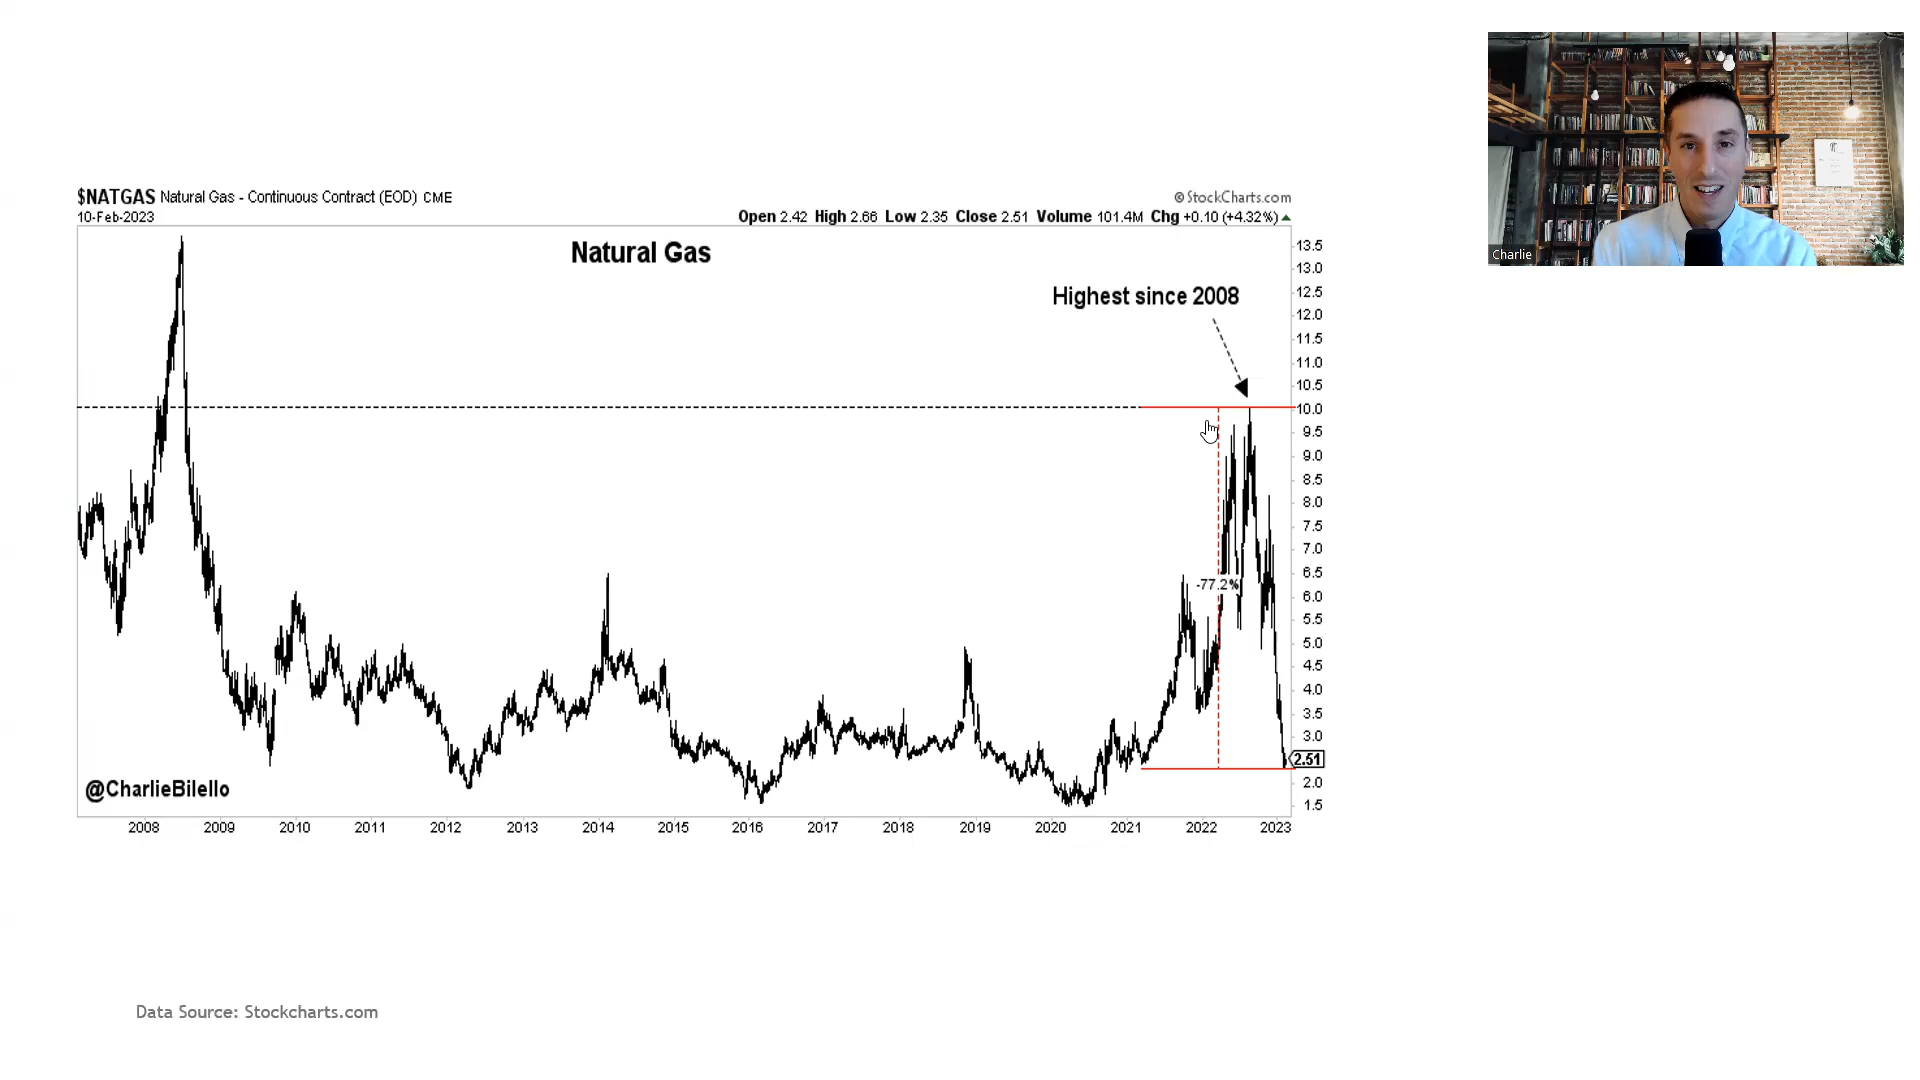 $NATGAS Natural Gas - Continuous Contract (EOD) CME
© StockCharts.com
10-Feb-2023
Open 2.42 High 2.66 Low 2.35 Close 2.51 Volume 101.4M Chg +0.10 (+4.32%)
Natural Gas
Highest since 2008
13.5
13.0
12.5
12.0
11.5
11.0
10.5
10.0
9.5
9.0
8.5
8.0
7.5
7.0
6.5
6.0
5.5
5.0
4.5
4.0
3.5
3.0
2.51
2.0
1.5
-77.2%
@CharlieBilello
2008 2009 2010 2011 2012 2013 2014 2015 2016 2017 2018 2019 2020 2021 2022 2023
Charlie
Data Source: Stockcharts.com